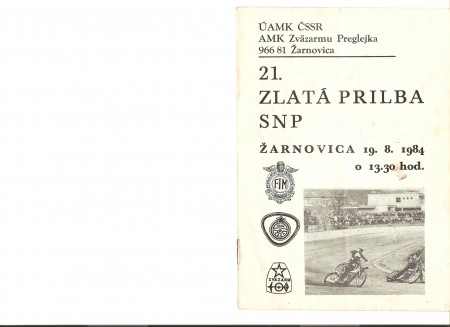 ÚAMK ČSSR
AMK Zväzarmu Preglejka
966 81 Žarnovica
21.
ZLATÁ PRILBA
SNP
ŽARNOVICA 19. 8. 1984
o 13.30 hod.
FIM
ZVÄZARM